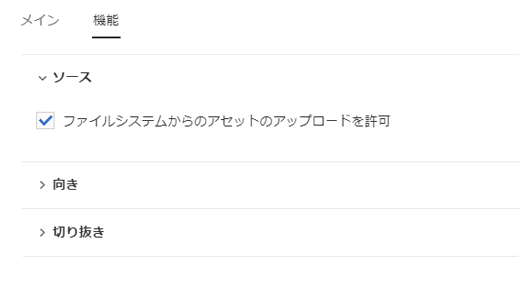 メイン 機能
ソース
ファイルシステムからのアセットのアップロードを許可
向き
切り抜き